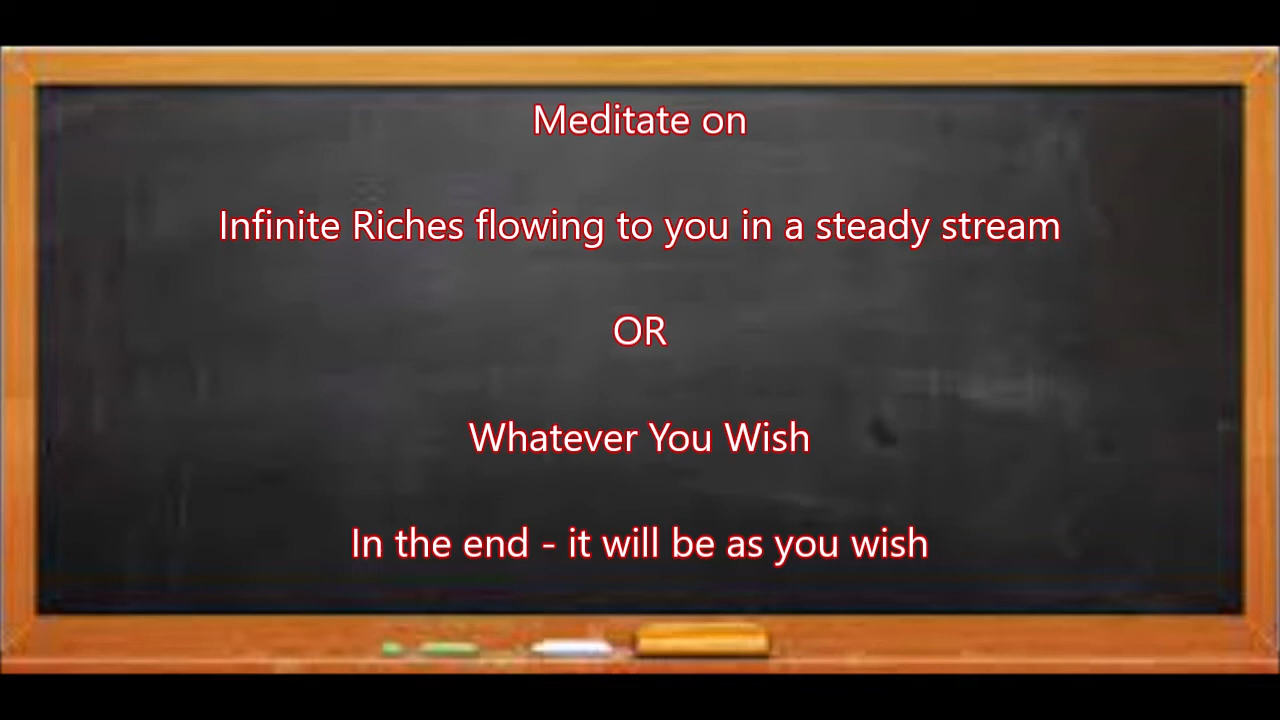 Meditate on
Infinite Riches flowing to you in a steady stream
OR
Whatever You Wish
In the end - it will be as you wish